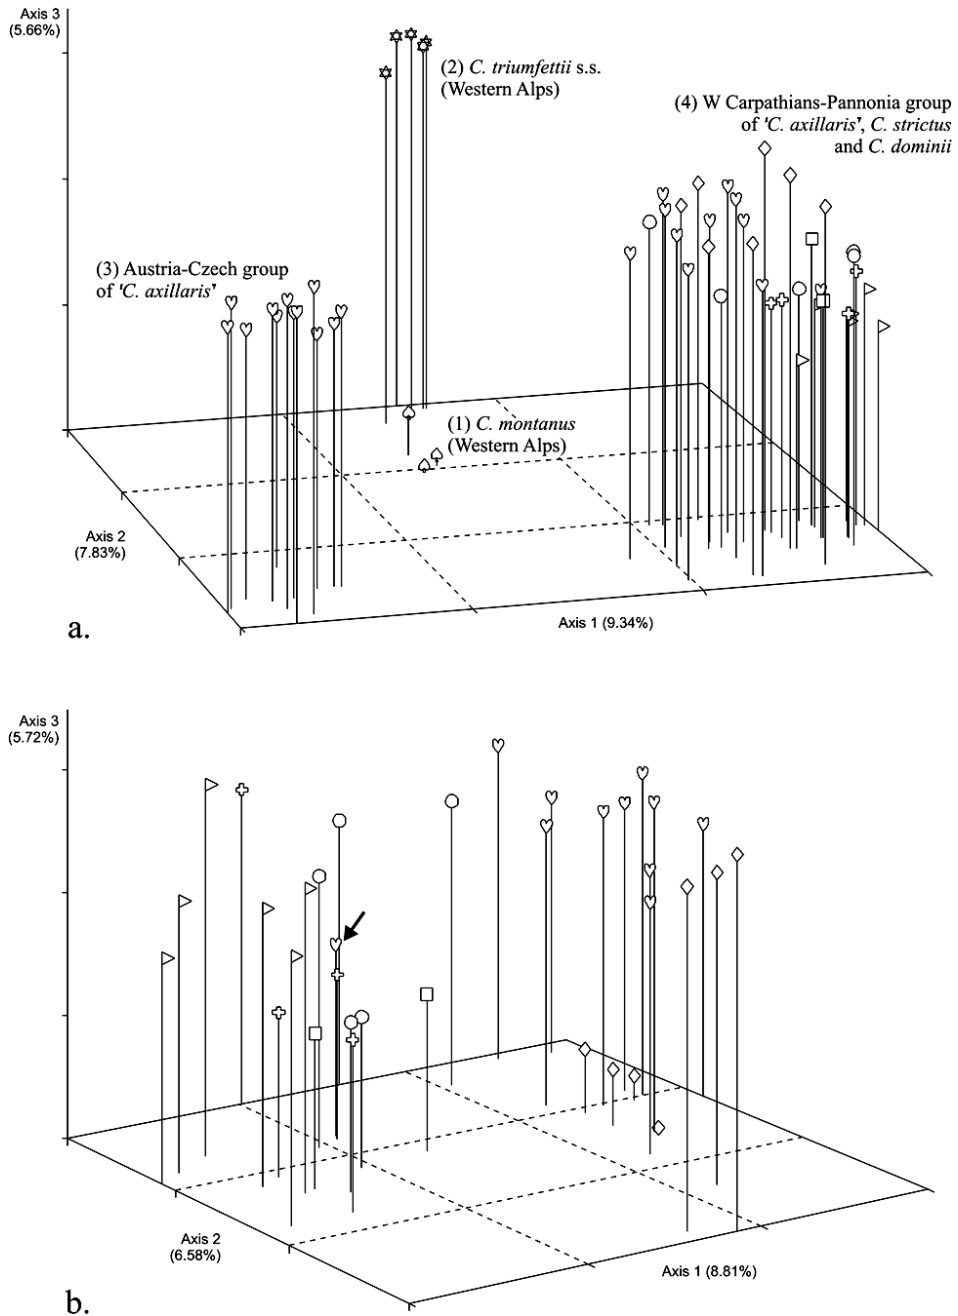 Axis 3
(5.66%)
(2) C. triumfettii s.s.
(Western Alps)
(4) W Carpathians-Pannonia group
of 'C. axillaris', C. strictus
and C. dominii
(3) Austria-Czech group
of 'C. axillaris'
(1) C. montanus
(Western Alps)
Axis 2
(7.83%)
Axis 1 (9.34%)
a.
Axis 3
(5.72%)
Axis 2
(6.58%)
Axis 1 (8.81%)
b.